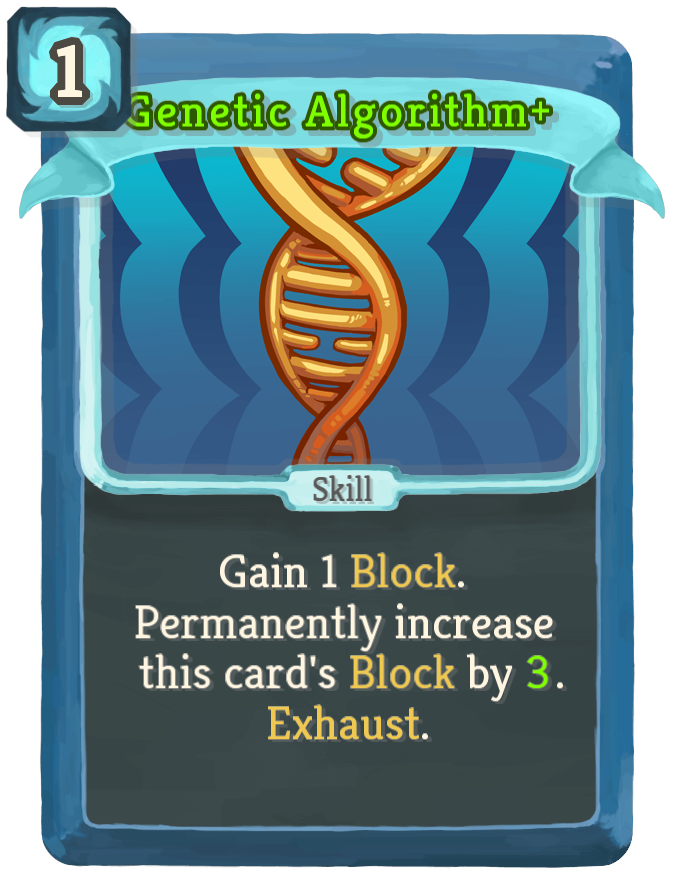 1
Genetic Algorithm+
Skill
Gain 1 Block.
Permanently increase
this card's Block by 3.
Exhaust.